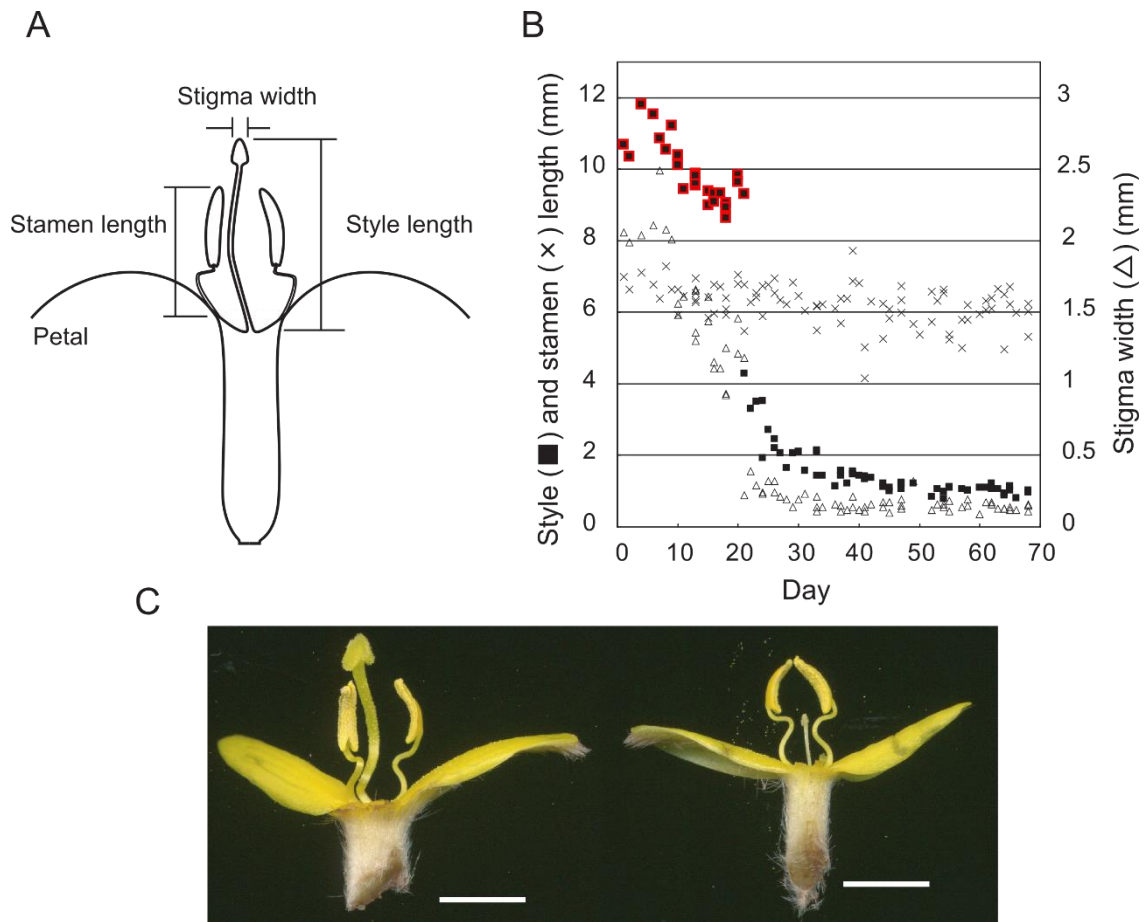 A
Stigma width
Stamen length
Style length
Petal
B
Style (■) and stamen (×) length (mm)
12
10
8
6
4
2
0
3
2.5
2
1.5
1
0.5
0
Stigma width (△) (mm)
0 10 20 30 40 50 60 70
Day
C